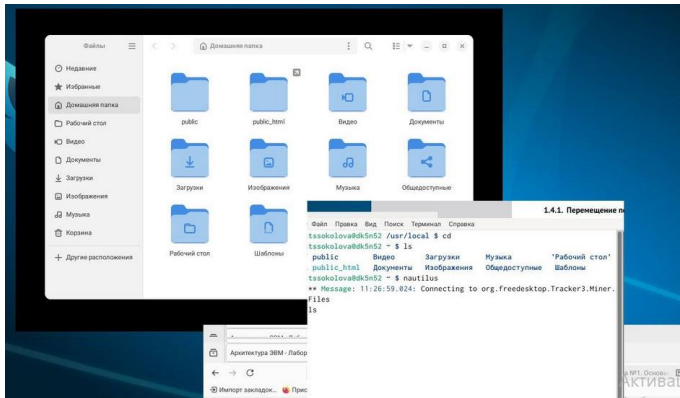 Файлы
Домашняя папка
Недавние
Избранные
Домашняя папка
Рабочий стол
Видео
Документы
Загрузки
Изображения
Музыка
Корзина
Другие расположения
public
public_html
Видео
Документы
Загрузки
Изображения
Музыка
Общедоступные
Рабочий стол
Шаблоны
1.4.1. Перемещение
Файл Правка Вид Поиск Терминал Справка
tssokolova@dk5n52 /usr/local $ cd
tssokolova@dk5n52 ~ $ ls
public Видео Загрузки Музыка 'Рабочий стол'
public_html Документы Изображения Общедоступные Шаблоны
tssokolova@dk5n52 ~ $ nautilus
** Message: 11:26:59.024: Connecting to org.freedesktop.Tracker3.Miner.
Files
ls
Архитектура ЭВМ - Лабор
Импорт закладок...
№1. Основы